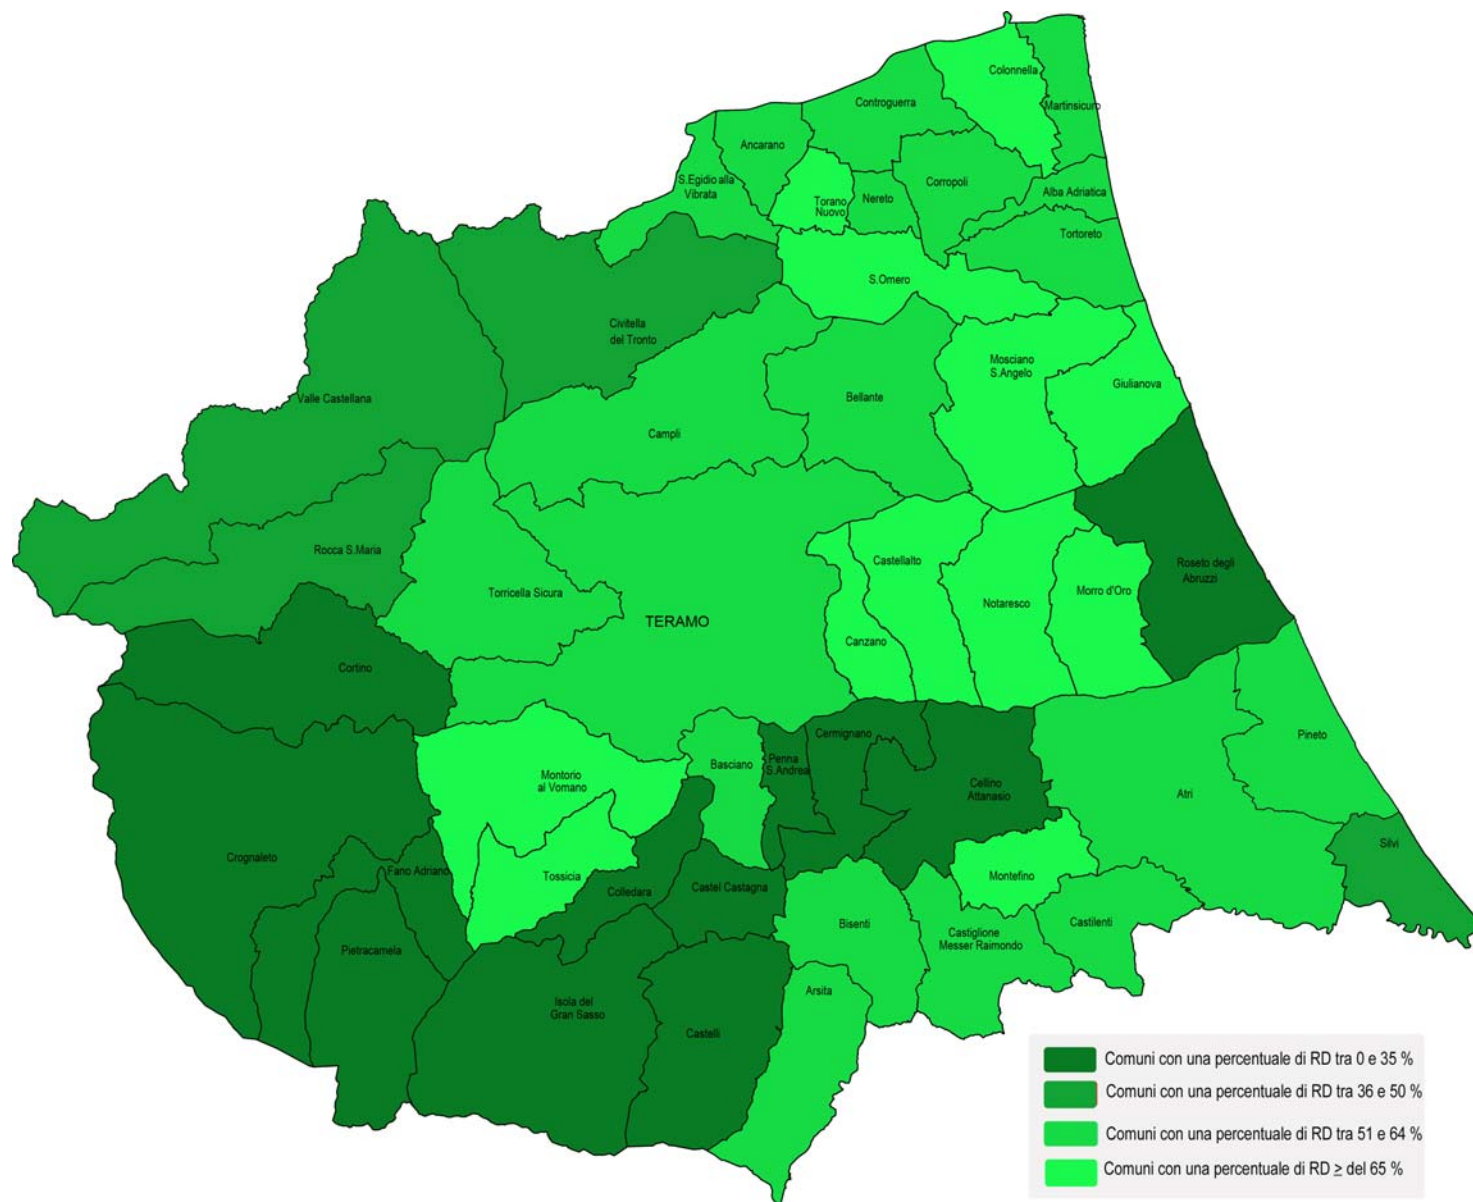 Colonnella
Controguerra
Martinsicuro
Ancarano
S.Egidio alla
Vibrata
Torano
Nuovo
Nereto
Corropoli
Alba Adriatica
Tortoreto
S.Omero
Civitella
del Tronto
Mosciano
S.Angelo
Giulianova
Valle Castellana
Bellante
Campli
Rocca S.Maria
Castellalto
Roseto degli
Abruzzi
Torricella Sicura
Notaresco
Morro d'Oro
TERAMO
Canzano
Cortino
Cermignano
Pineto
Basciano
Penna
S.Andrea
Montorio
al Vomano
Cellino
Attanasio
Atri
Silvi
Crognaleto
Fano Adriano
Tossicia
Colledara
Castel Castagna
Montefino
Bisenti
Castiglione
Messer Raimondo
Castilenti
Pietracamela
Arsita
Isola del
Gran Sasso
Castelli
Comuni con una percentuale di RD tra 0 e 35 %
Comuni con una percentuale di RD tra 36 e 50 %
Comuni con una percentuale di RD tra 51 e 64 %
Comuni con una percentuale di RD ≥ del 65 %